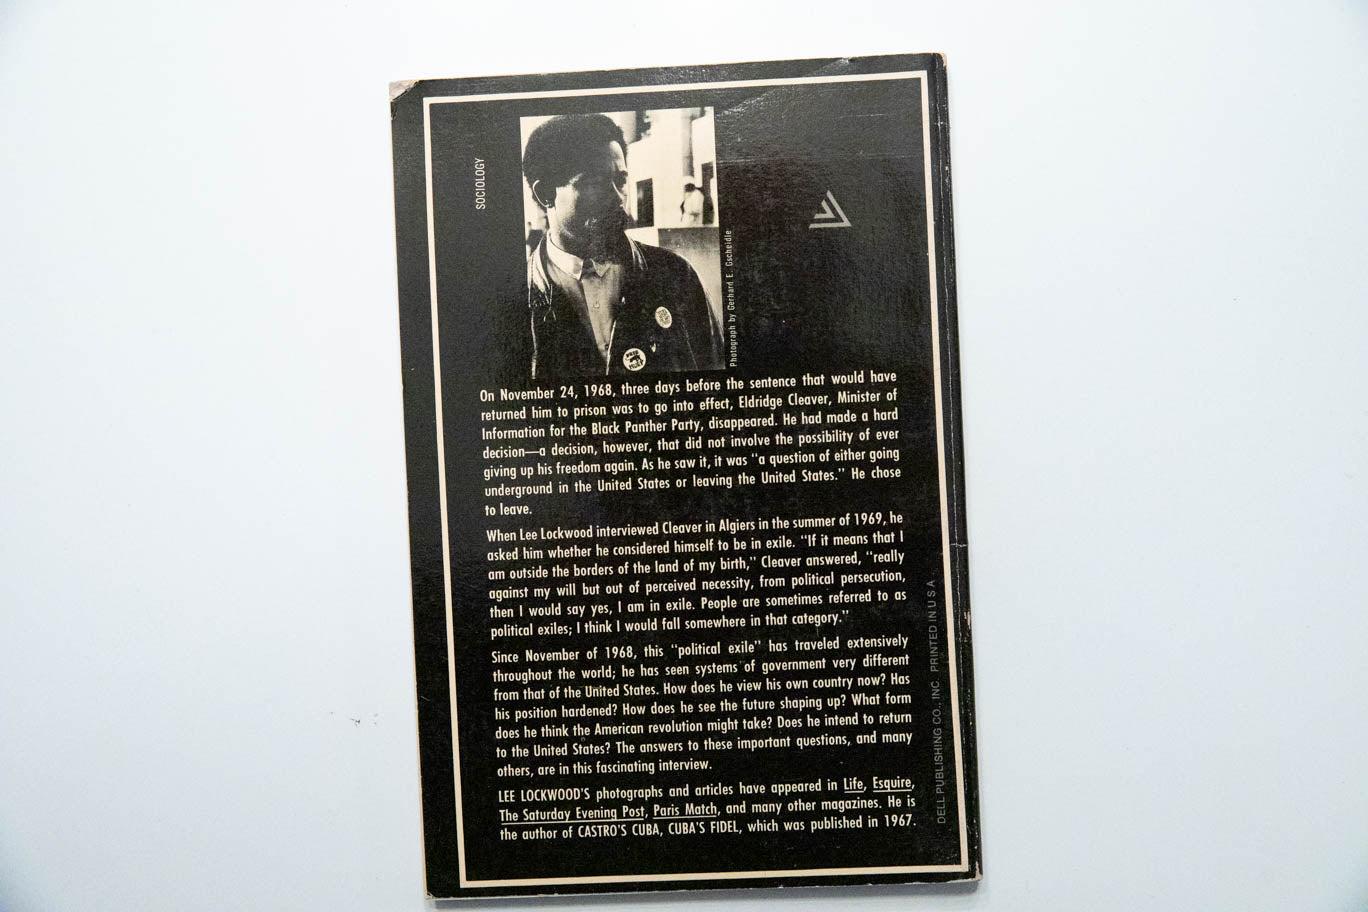 SOCIOLOGY
Photograph by Gerhard E. Gscheidle
On November 24, 1968, three days before the sentence that would have
returned him to prison was to go into effect, Eldridge Cleaver, Minister of
Information for the Black Panther Party, disappeared. He had made a hard
decision—a decision, however, that did not involve the possibility of ever
giving up his freedom again. As he saw it, it was "a question of either going
underground in the United States or leaving the United States." He chose
to leave.
When Lee Lockwood interviewed Cleaver in Algiers in the summer of 1969, he
asked him whether he considered himself to be in exile. "If it means that I
am outside the borders of the land of my birth," Cleaver answered, "really
against my will but out of perceived necessity, from political persecution,
then I would say yes, I am in exile. People are sometimes referred to as
political exiles; I think I would fall somewhere in that category."
Since November of 1968, this "political exile" has traveled extensively
throughout the world; he has seen systems of government very different
from that of the United States. How does he view his own country now? Has
his position hardened? How does he see the future shaping up? What form
does he think the American revolution might take? Does he intend to return
to the United States? The answers to these important questions, and many
others, are in this fascinating interview.
LEE LOCKWOOD'S photographs and articles have appeared in Life, Esquire,
The Saturday Evening Post, Paris Match, and many other magazines. He is
the author of CASTRO'S CUBA, CUBA'S FIDEL, which was published in 1967.
DELL PUBLISHING CO., INC. PRINTED IN U S A